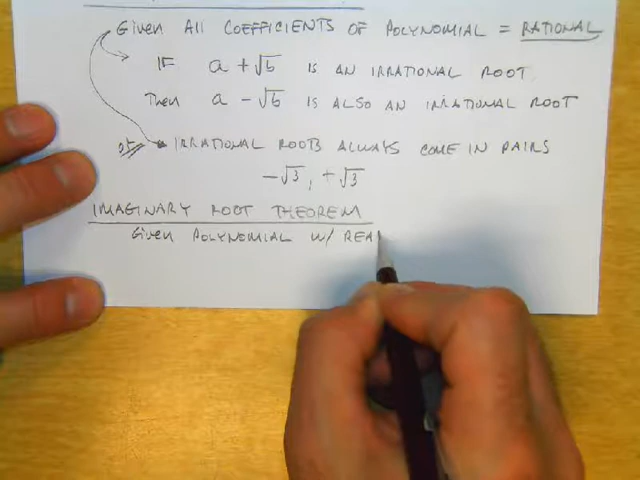 Given All COEFFICIENTS OF POLYNOMIAL = RATIONAL
IF a + √b IS AN IRRATIONAL ROOT
Then a - √b IS ALSO AN IRRATIONAL ROOT
IRRATIONAL ROOTS ALWAYS COME IN PAIRS
-√3, +√3
IMAGINARY ROOT THEOREM
Given POLYNOMIAL W/ REA